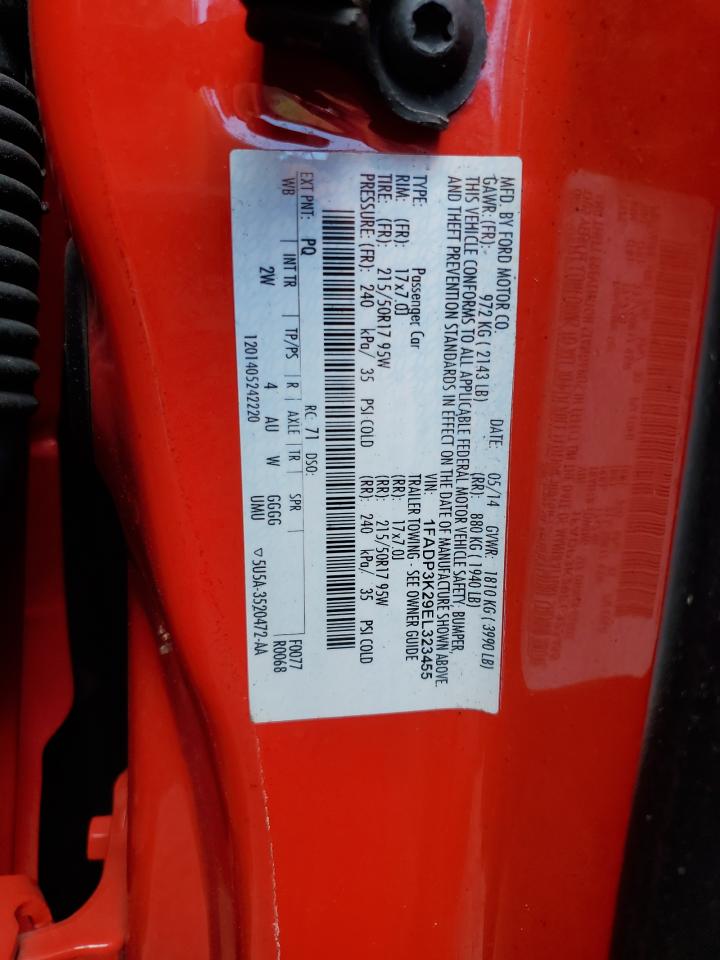 MFD. BY FORD MOTOR CO.
DATE: 05/14 GVWR: 1810 KG ( 3990 LB)
GAWR: (FR): 972 KG ( 2143 LB) (RR): 880 KG ( 1940 LB)
THIS VEHICLE CONFORMS TO ALL APPLICABLE FEDERAL MOTOR VEHICLE SAFETY, BUMPER,
AND THEFT PREVENTION STANDARDS IN EFFECT ON THE DATE OF MANUFACTURE SHOWN ABOVE.
VIN: 1FADP3K29EL323455
TYPE: Passenger Car TRAILER TOWING - SEE OWNER GUIDE
RIM: (FR): 17x7.0J (RR): 17x7.0J
TIRE: (FR): 215/50R17 95W (RR): 215/50R17 95W
PRESSURE: (FR): 240 kPa/ 35 PSI COLD (RR): 240 kPa/ 35 PSI COLD
EXT PNT: PQ RC: 71 DSO: F0077
WB INT TR TP/PS R AXLE TR SPR R0068
2W 4 AU W GGGG
1201405242220 UMU ▽ 5U5A-3520472-AA